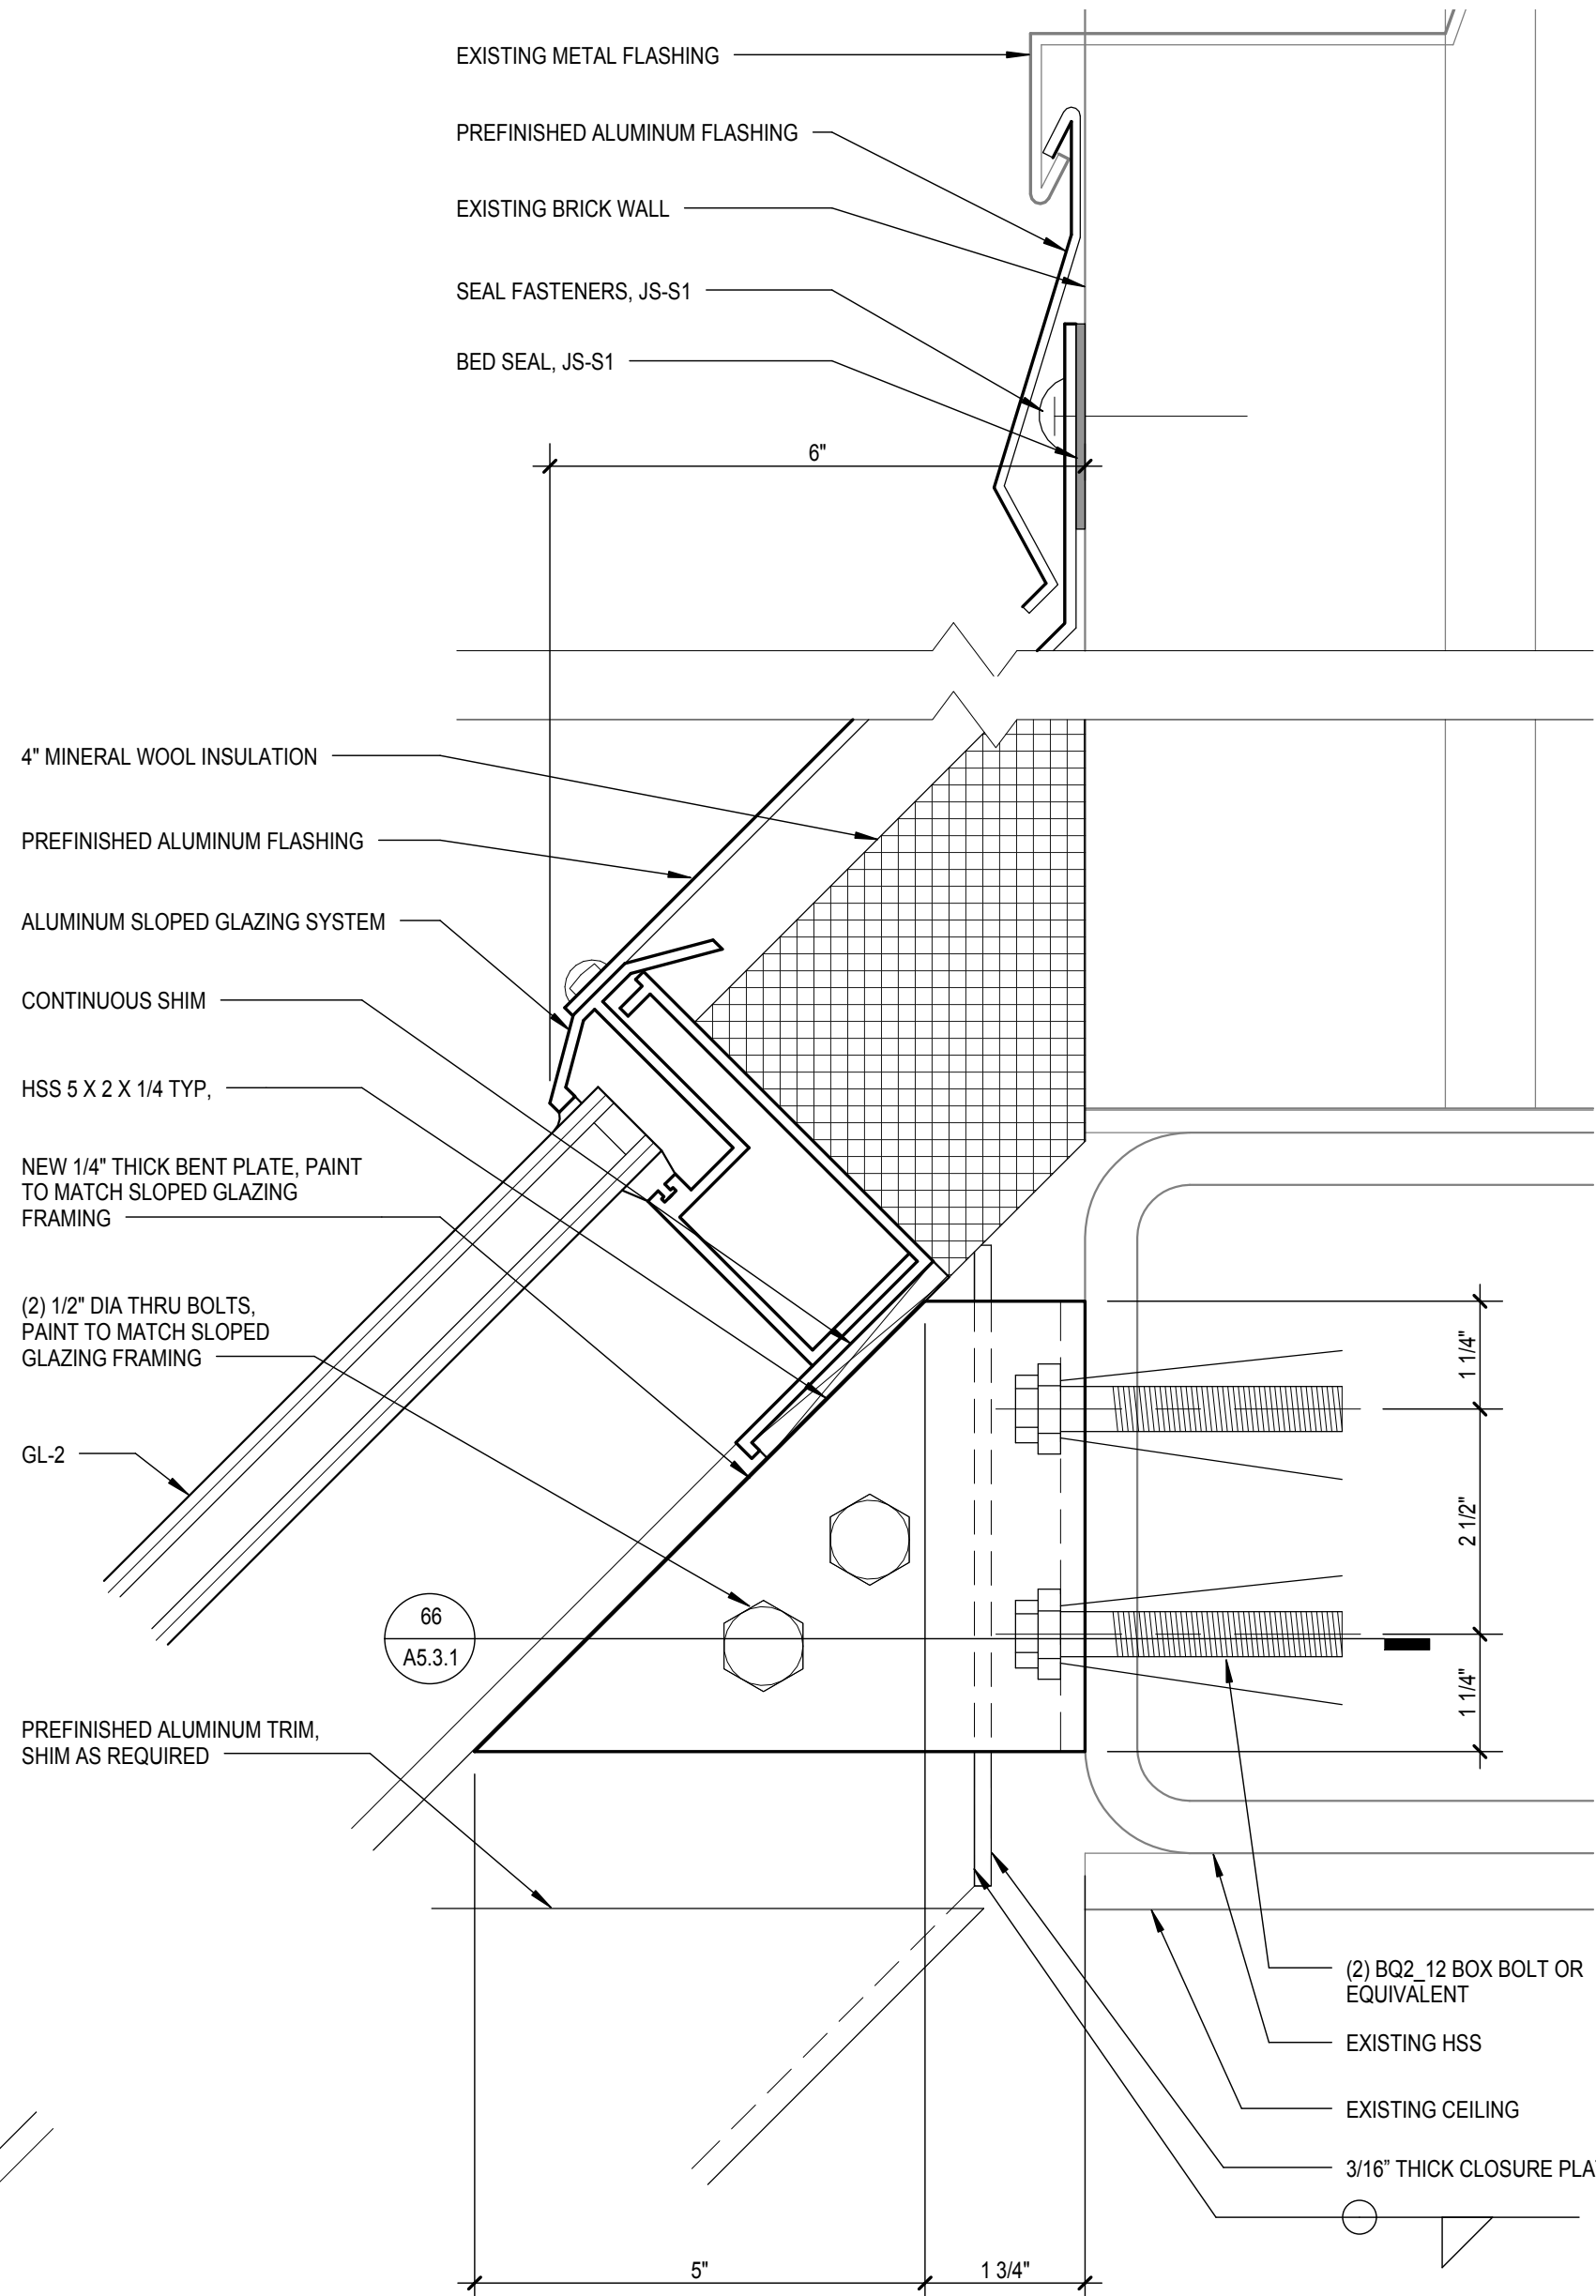 EXISTING METAL FLASHING
PREFINISHED ALUMINUM FLASHING
EXISTING BRICK WALL
SEAL FASTENERS, JS-S1
BED SEAL, JS-S1
6"
4" MINERAL WOOL INSULATION
PREFINISHED ALUMINUM FLASHING
ALUMINUM SLOPED GLAZING SYSTEM
CONTINUOUS SHIM
HSS 5 X 2 X 1/4 TYP,
NEW 1/4" THICK BENT PLATE, PAINT
TO MATCH SLOPED GLAZING
FRAMING
(2) 1/2" DIA THRU BOLTS,
PAINT TO MATCH SLOPED
GLAZING FRAMING
1 1/4"
GL-2
2 1/2"
66
A5.3.1
1 1/4"
PREFINISHED ALUMINUM TRIM,
SHIM AS REQUIRED
(2) BQ2_12 BOX BOLT OR
EQUIVALENT
EXISTING HSS
EXISTING CEILING
3/16" THICK CLOSURE
5"
1 3/4"